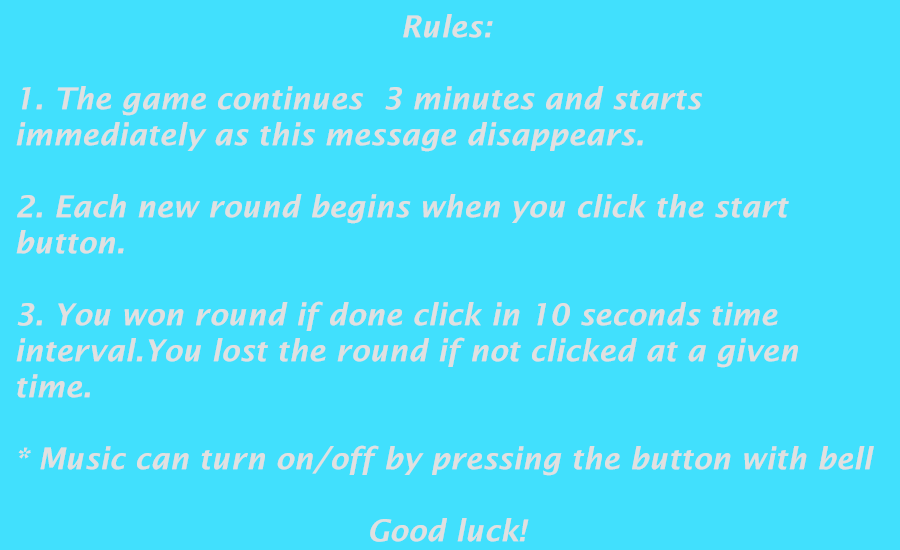 Rules:
1. The game continues  3 minutes and starts
immediately as this message disappears.
2. Each new round begins when you click the start
button.
3. You won round if done click in 10 seconds time
interval.You lost the round if not clicked at a given
time.
* Music can turn on/off by pressing the button with bell
Good luck!